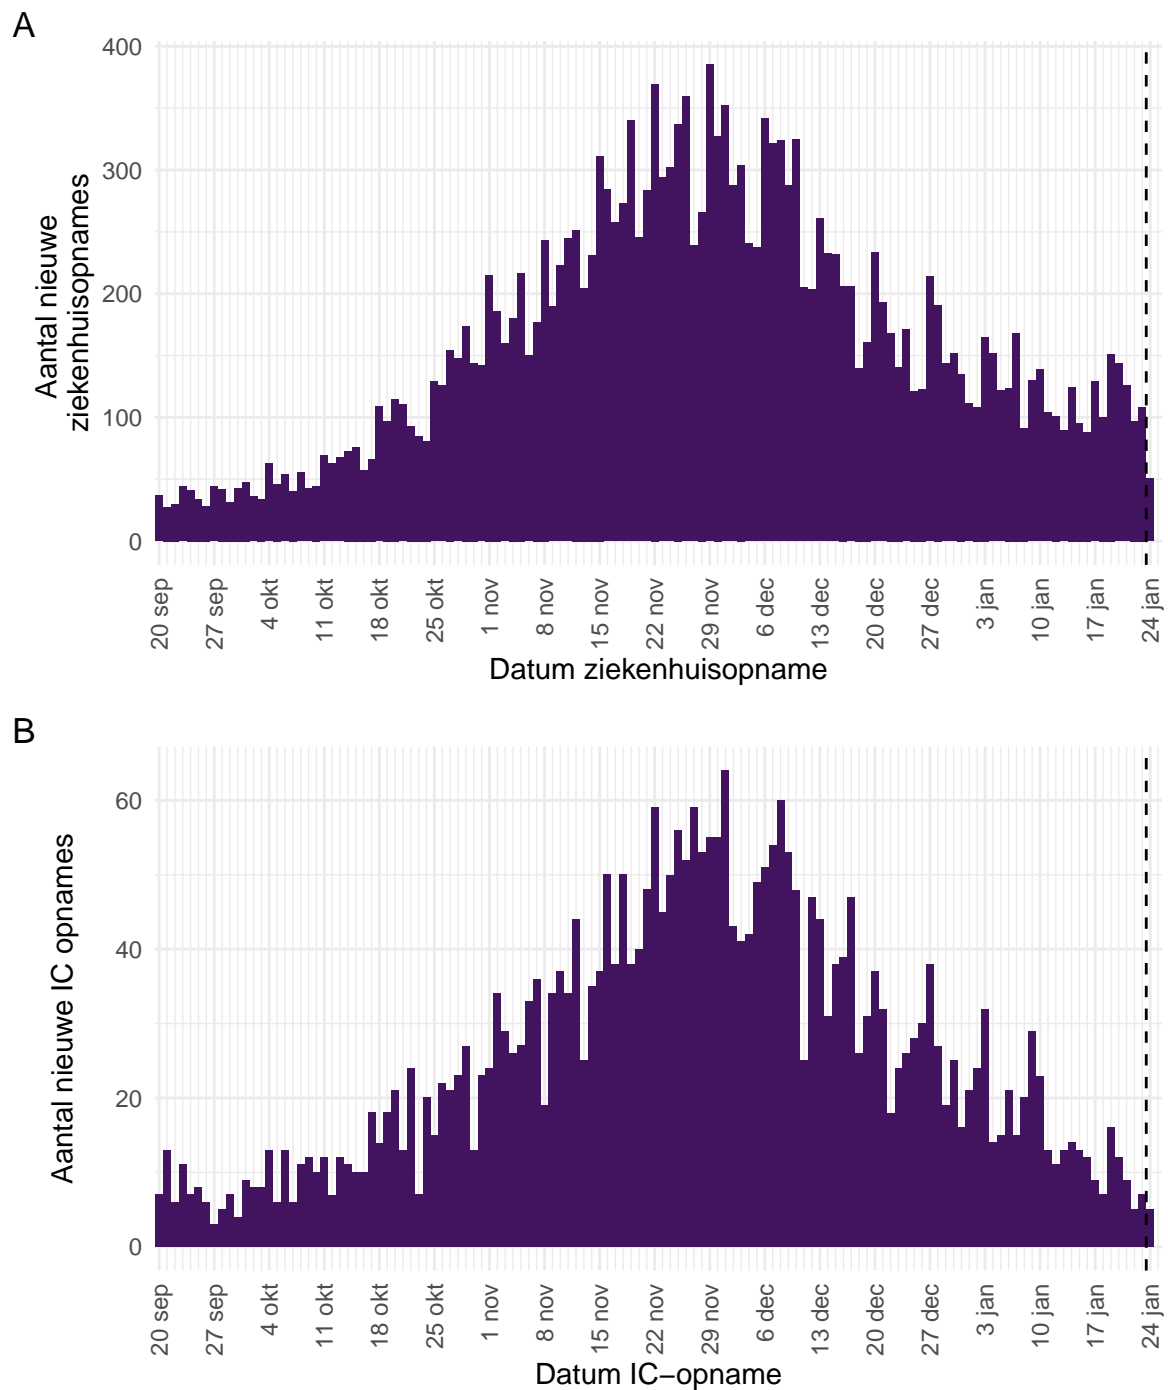 A
400
300
200
100
0
Aantal nieuwe
ziekenhuisopnames
20 sep
27 sep
4 okt
11 okt
18 okt
25 okt
1 nov
8 nov
15 nov
22 nov
29 nov
6 dec
13 dec
20 dec
27 dec
3 jan
10 jan
17 jan
24 jan
Datum ziekenhuisopname
B
60
40
20
0
Aantal nieuwe IC opnames
20 sep
27 sep
4 okt
11 okt
18 okt
25 okt
1 nov
8 nov
15 nov
22 nov
29 nov
6 dec
13 dec
20 dec
27 dec
3 jan
10 jan
17 jan
24 jan
Datum IC−opname